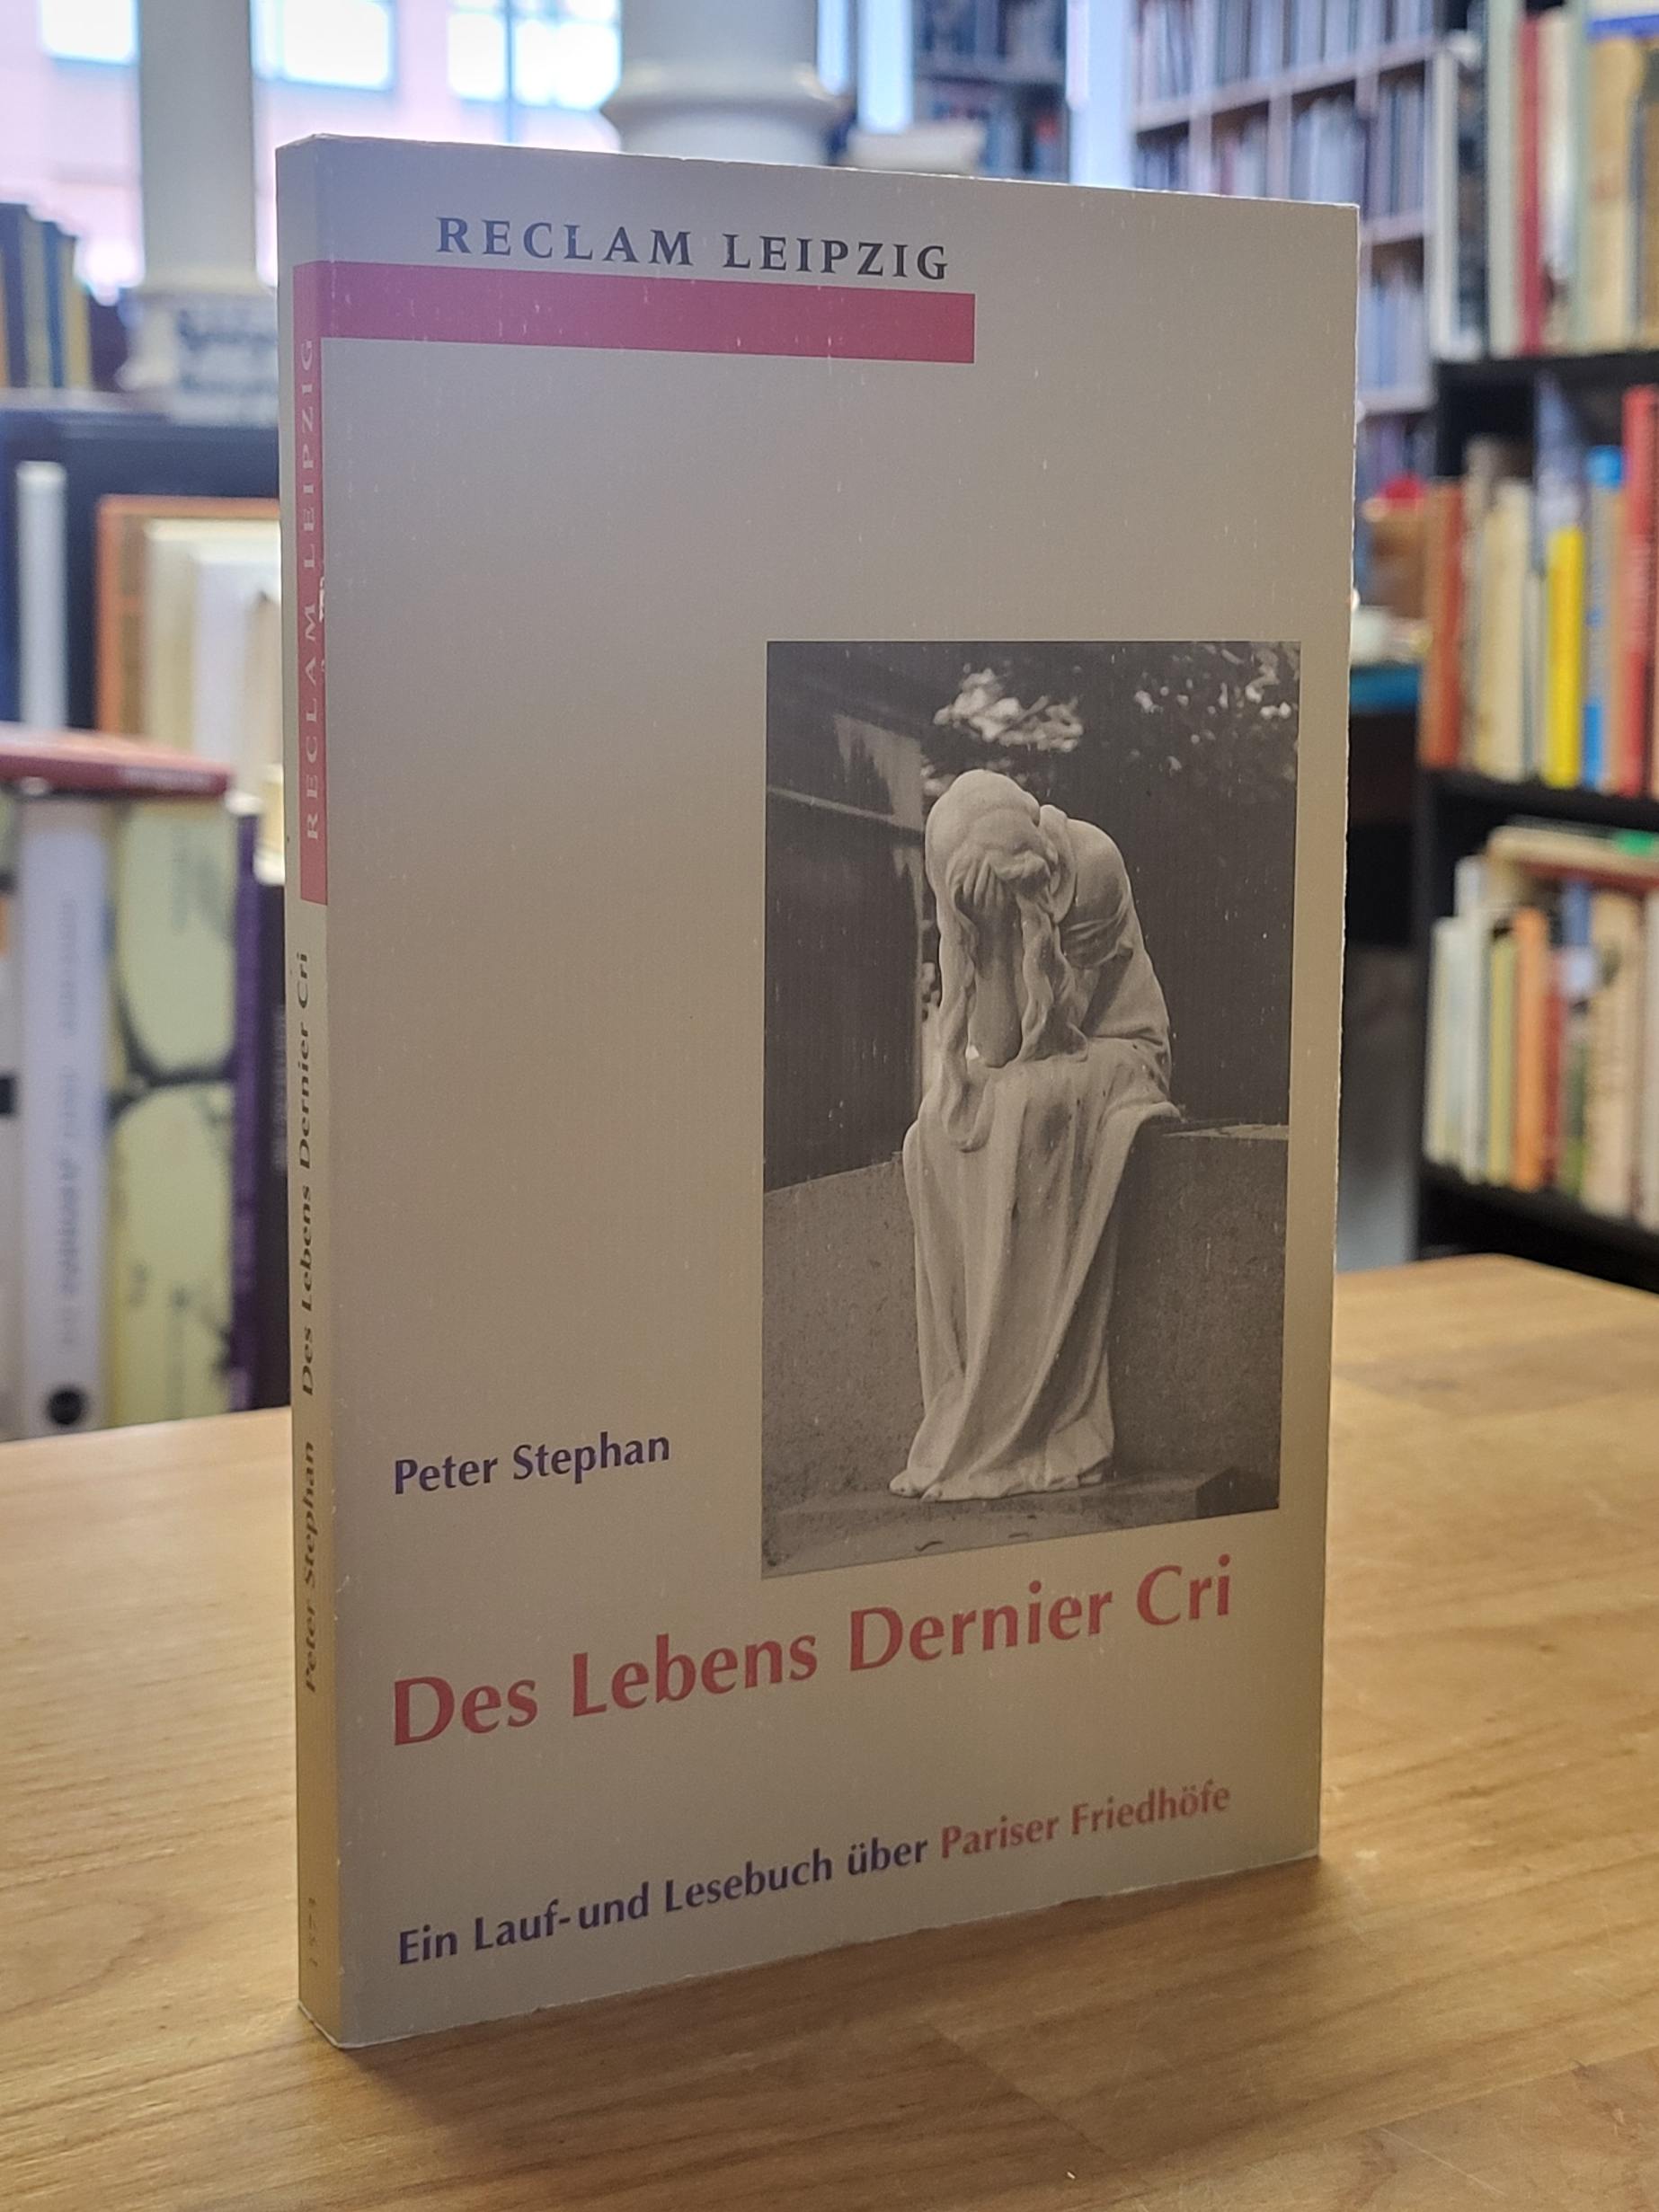 RECLAM LEIPZIG
Peter Stephan
Des Lebens Dernier Cri
Ein Lauf- und Lesebuch über Pariser Friedhöfe
Peter Stephan Des Lebens Dernier Cri RECLAM LEIPZIG